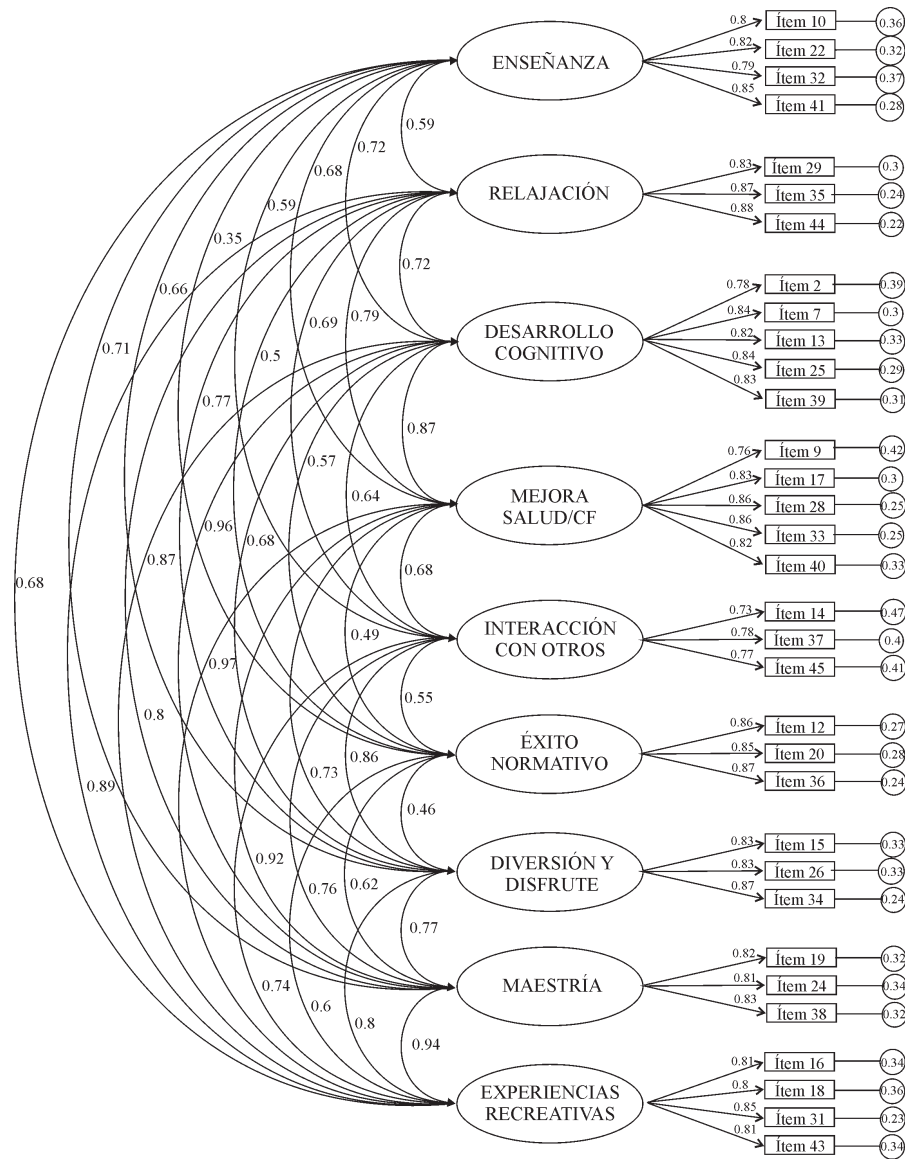 0.8 Ítem 10 0.36
0.82 Ítem 22 0.32
ENSEÑANZA
0.79 Ítem 32 0.37
0.85 Ítem 41 0.28
0.59
0.72
0.68
0.83 Ítem 29 0.3
RELAJACIÓN
0.87 Ítem 35 0.24
0.59
0.88 Ítem 44 0.22
0.35
0.72
0.66
0.78 Ítem 2 0.39
0.79
0.84 Ítem 7 0.3
0.69
DESARROLLO
COGNITIVO
0.82 Ítem 13 0.33
0.5
0.71
0.84 Ítem 25 0.29
0.77
0.83 Ítem 39 0.31
0.87
0.57
0.76 Ítem 9 0.42
0.83 Ítem 17 0.3
MEJORA
SALUD/CF
0.64
0.86 Ítem 28 0.25
0.96
0.86 Ítem 33 0.25
0.68
0.87
0.82 Ítem 40 0.33
0.68
0.68
0.73 Ítem 14 0.47
INTERACCIÓN
CON OTROS
0.49
0.78 Ítem 37 0.4
0.97
0.77 Ítem 45 0.41
0.55
0.86 Ítem 12 0.27
ÉXITO
NORMATIVO
0.8
0.85 Ítem 20 0.28
0.86
0.73
0.87 Ítem 36 0.24
0.89
0.46
0.83 Ítem 15 0.33
DIVERSIÓN Y
DISFRUTE
0.92
0.83 Ítem 26 0.33
0.76
0.62
0.87 Ítem 34 0.24
0.77
0.82 Ítem 19 0.32
MAESTRÍA
0.81 Ítem 24 0.34
0.74
0.83 Ítem 38 0.32
0.6
0.8
0.94
0.81 Ítem 16 0.34
EXPERIENCIAS
RECREATIVAS
0.8 Ítem 18 0.36
0.85 Ítem 31 0.23
0.81 Ítem 43 0.34